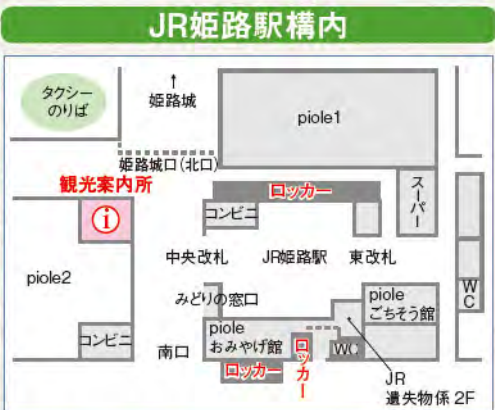 JR姫路駅構内
タクシー
のりば
↑
姫路城
piole1
姫路城口(北口)
観光案内所
i
ロッカー
コンビニ
スーパー
中央改札
JR姫路駅
東改札
piole2
みどりの窓口
piole
ごちそう館
WC
コンビニ
南口
piole
おみやげ館
ロッカー
ロッカー
WC
JR
遺失物係 2F